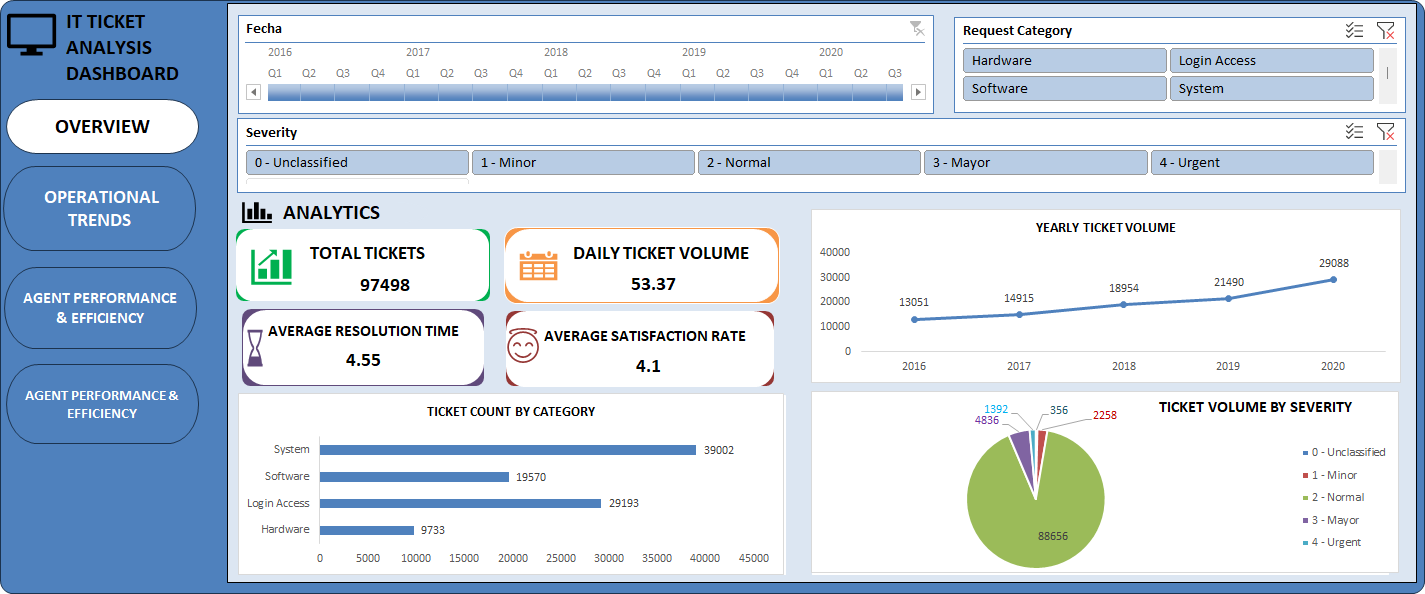 IT TICKET
ANALYSIS
DASHBOARD
OVERVIEW
OPERATIONAL
TRENDS
AGENT PERFORMANCE
& EFFICIENCY
AGENT PERFORMANCE &
EFFICIENCY
Fecha
2016 2017 2018 2019 2020
Q1 Q2 Q3 Q4 Q1 Q2 Q3 Q4 Q1 Q2 Q3 Q4 Q1 Q2 Q3 Q4 Q1 Q2 Q3
Request Category
Hardware Login Access
Software System
Severity
0 - Unclassified 1 - Minor 2 - Normal 3 - Mayor 4 - Urgent
ANALYTICS
TOTAL TICKETS
97498
DAILY TICKET VOLUME
53.37
AVERAGE RESOLUTION TIME
4.55
AVERAGE SATISFACTION RATE
4.1
YEARLY TICKET VOLUME
40000
30000
20000
10000
0
13051 14915 18954 21490 29088
2016 2017 2018 2019 2020
TICKET COUNT BY CATEGORY
System 39002
Software 19570
Login Access 29193
Hardware 9733
0 5000 10000 15000 20000 25000 30000 35000 40000 45000
TICKET VOLUME BY SEVERITY
1392 356
4836 2258
88656
0 - Unclassified
1 - Minor
2 - Normal
3 - Mayor
4 - Urgent